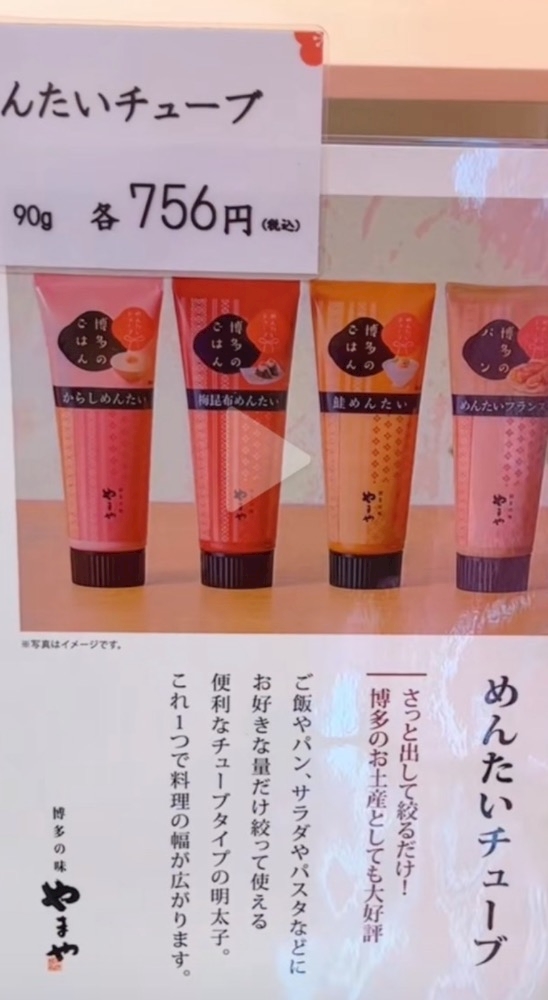 んたいチューブ
90g 各756円(税込)
博多の
ごはん
からしめんたい
やまや
博多の
ごはん
梅昆布めんたい
やまや
博多の
ごはん
鮭めんたい
やまや
博多の
パン
めんたいフランス
やまや
※写真はイメージです。
めんたいチューブ
さっと出して絞るだけ!
博多のお土産としても大好評
ご飯やパン、サラダやパスタなどに
お好きな量だけ絞って使える
便利なチューブタイプの明太子。
これ1つで料理の幅が広がります。
博多の味
やまや